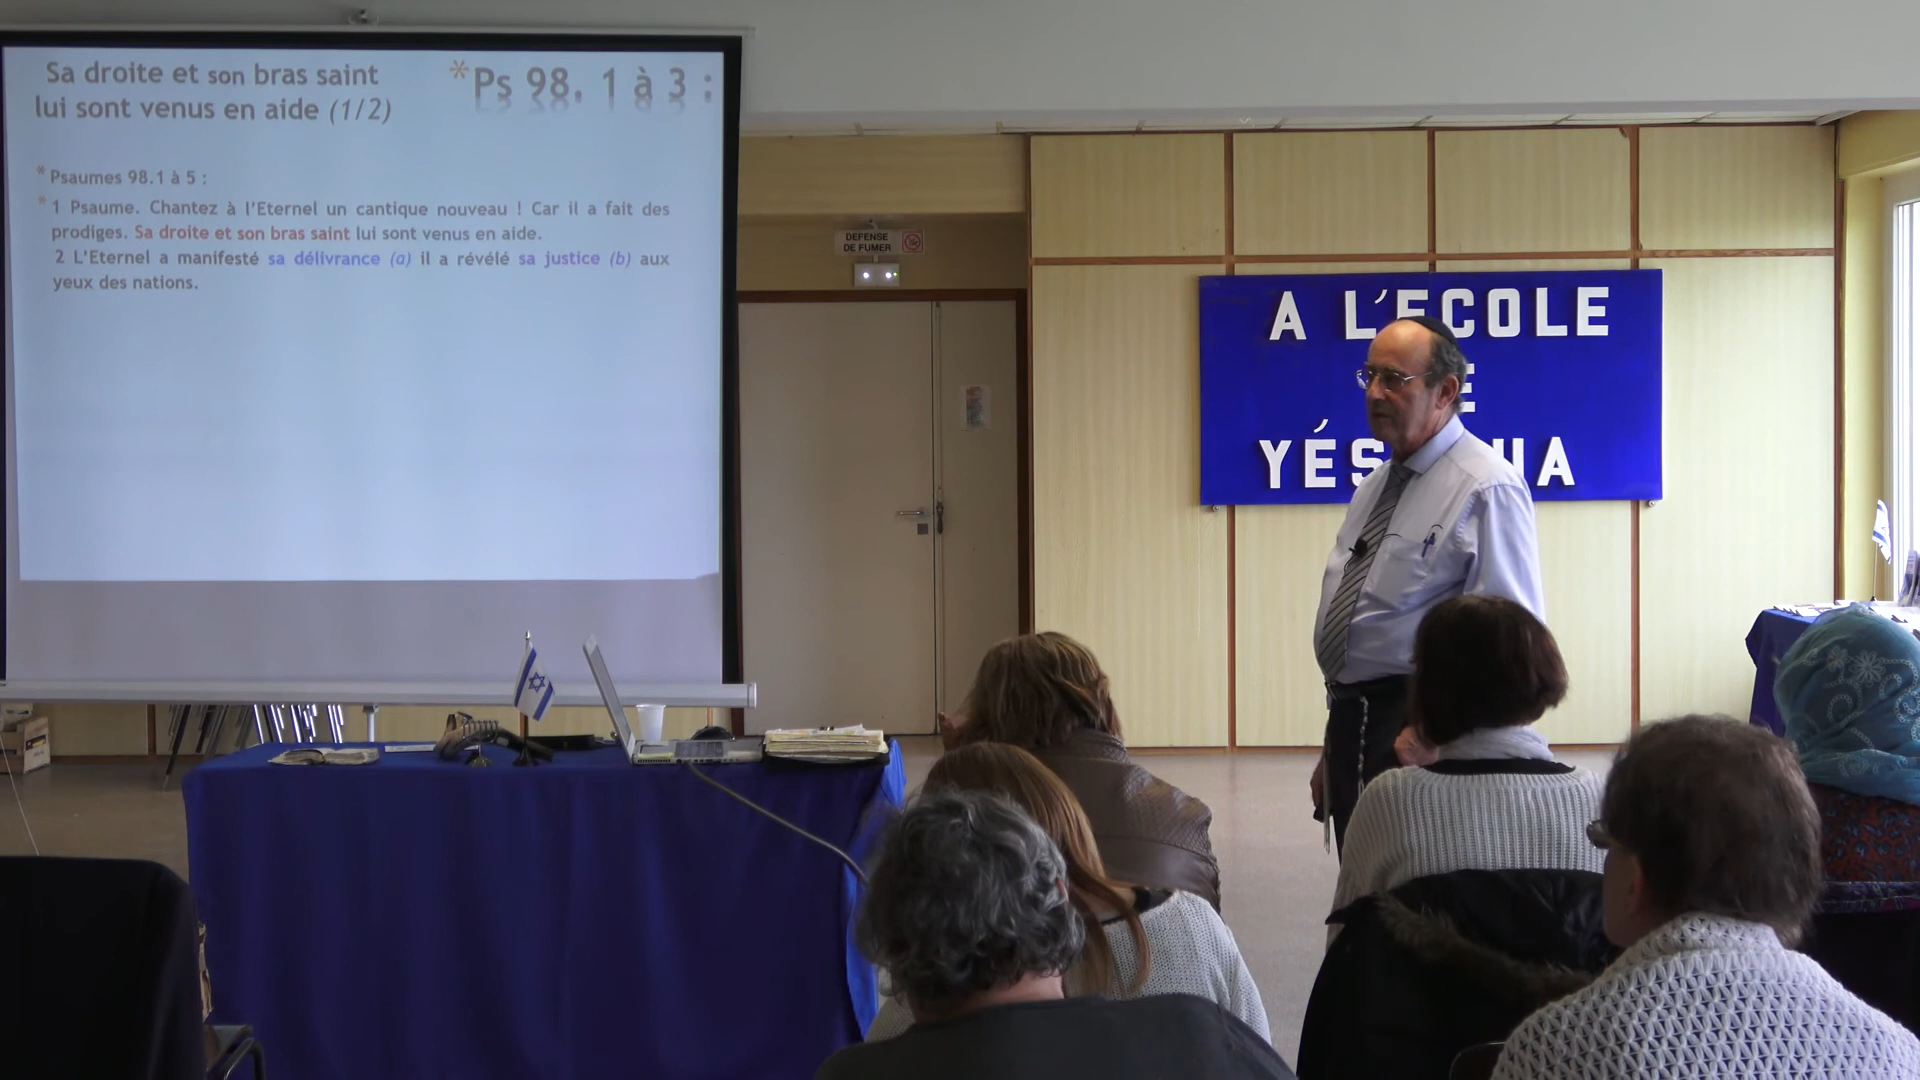 Sa droite et son bras saint
lui sont venus en aide (1/2)
*Ps 98. 1 à 3 :
* Psaumes 98.1 à 5 :
* 1 Psaume. Chantez à l'Eternel un cantique nouveau ! Car il a fait des
prodiges. Sa droite et son bras saint lui sont venus en aide.
2 L'Eternel a manifesté sa délivrance (a) il a révélé sa justice (b) aux
yeux des nations.
DEFENSE
DE FUMER
A L'ECOLE